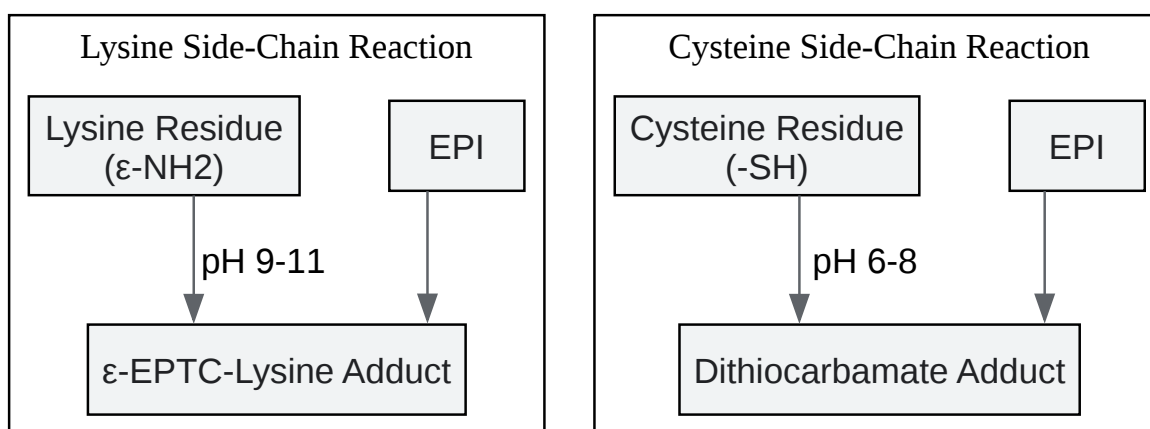 Lysine Side-Chain Reaction
Lysine Residue
(ε-NH2)
EPI
pH 9-11
ε-EPTC-Lysine Adduct
Cysteine Side-Chain Reaction
Cysteine Residue
(-SH)
EPI
pH 6-8
Dithiocarbamate Adduct